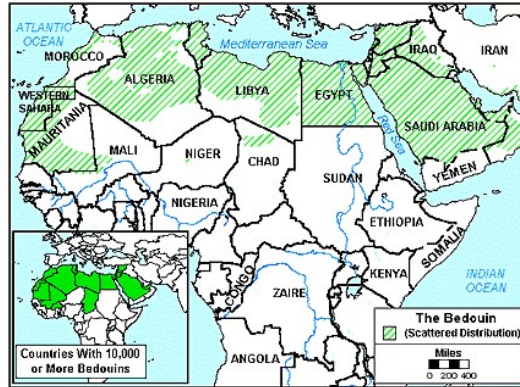 ATLANTIC
OCEAN
Mediterranean Sea
MOROCCO
IRAQ
IRAN
ALGERIA
LIBYA
EGYPT
WESTERN
SAHARA
SAUDI ARABIA
Red Sea
MAURITANIA
MALI
NIGER
CHAD
YEMEN
SUDAN
NIGERIA
ETHIOPIA
SOMALIA
KENYA
CONGO
ZAIRE
INDIAN
OCEAN
ANGOLA
Countries With 10,000
or More Bedouins
The Bedouin
(Scattered Distribution)
Miles
0 200 400